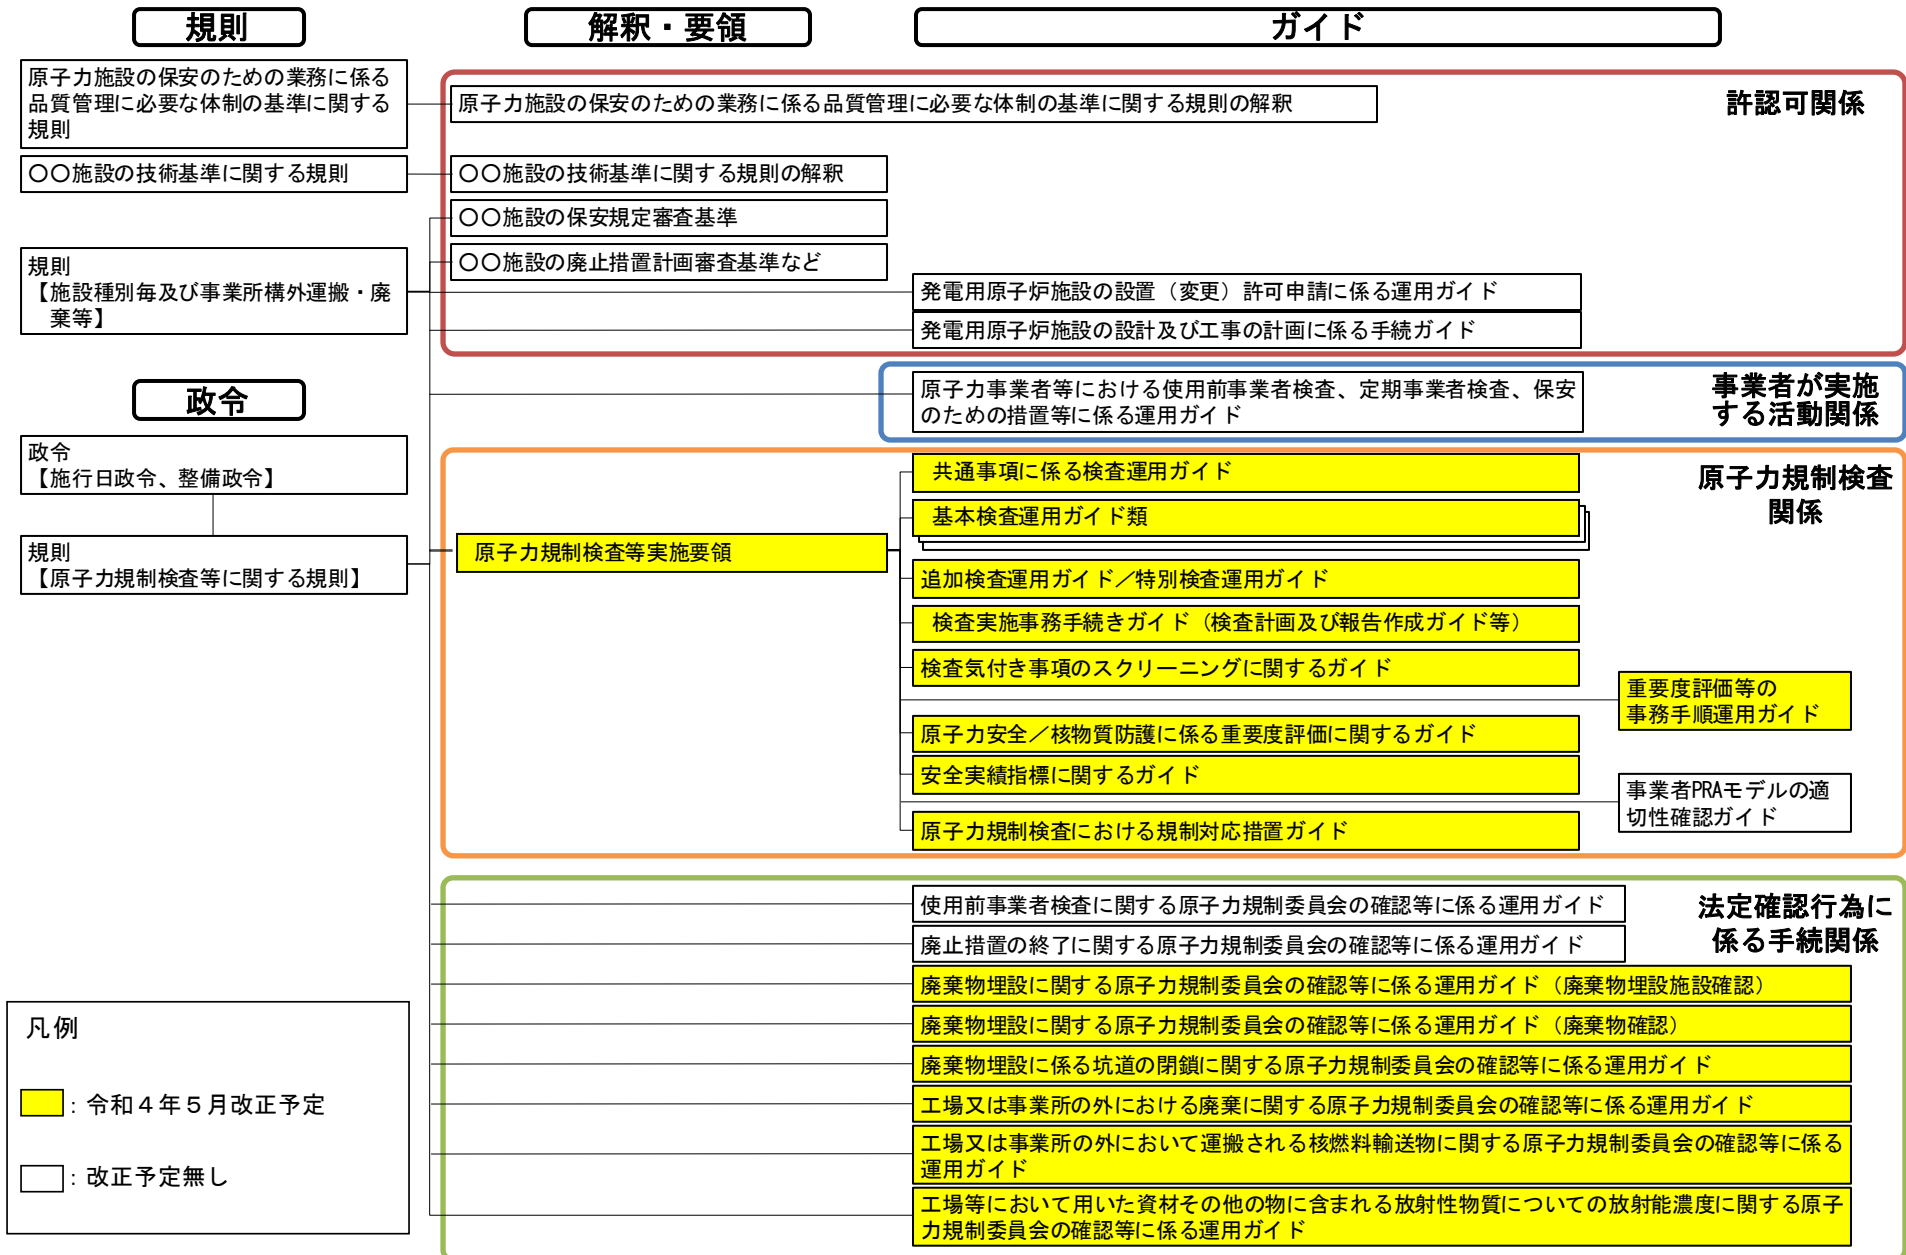 規則
解釈・要領
ガイド
原子力施設の保安のための業務に係る
品質管理に必要な体制の基準に関する
規則
原子力施設の保安のための業務に係る品質管理に必要な体制の基準に関する規則の解釈
許認可関係
〇〇施設の技術基準に関する規則
〇〇施設の技術基準に関する規則の解釈
〇〇施設の保安規定審査基準
規則
【施設種別毎及び事業所構外運搬・廃
棄等】
〇〇施設の廃止措置計画審査基準など
発電用原子炉施設の設置（変更）許可申請に係る運用ガイド
発電用原子炉施設の設計及び工事の計画に係る手続ガイド
政令
原子力事業者等における使用前事業者検査、定期事業者検査、保安
のための措置等に係る運用ガイド
事業者が実施
する活動関係
政令
【施行日政令、整備政令】
規則
【原子力規制検査等に関する規則】
原子力規制検査等実施要領
共通事項に係る検査運用ガイド
基本検査運用ガイド類
追加検査運用ガイド／特別検査運用ガイド
検査実施事務手続きガイド（検査計画及び報告作成ガイド等）
検査気付き事項のスクリーニングに関するガイド
原子力規制検査
関係
重要度評価等の
事務手順運用ガイド
原子力安全／核物質防護に係る重要度評価に関するガイド
安全実績指標に関するガイド
事業者PRAモデルの適
切性確認ガイド
原子力規制検査における規制対応措置ガイド
使用前事業者検査に関する原子力規制委員会の確認等に係る運用ガイド
廃止措置の終了に関する原子力規制委員会の確認等に係る運用ガイド
法定確認行為に
係る手続関係
廃棄物埋設に関する原子力規制委員会の確認等に係る運用ガイド（廃棄物埋設施設確認）
廃棄物埋設に関する原子力規制委員会の確認等に係る運用ガイド（廃棄物確認）
廃棄物埋設に係る坑道の閉鎖に関する原子力規制委員会の確認等に係る運用ガイド
工場又は事業所の外における廃棄に関する原子力規制委員会の確認等に係る運用ガイド
工場又は事業所の外において運搬される核燃料輸送物に関する原子力規制委員会の確認等に係る
運用ガイド
工場等において用いた資材その他の物に含まれる放射性物質についての放射能濃度に関する原子
力規制委員会の確認等に係る運用ガイド
凡例
：令和４年５月改正予定
：改正予定無し